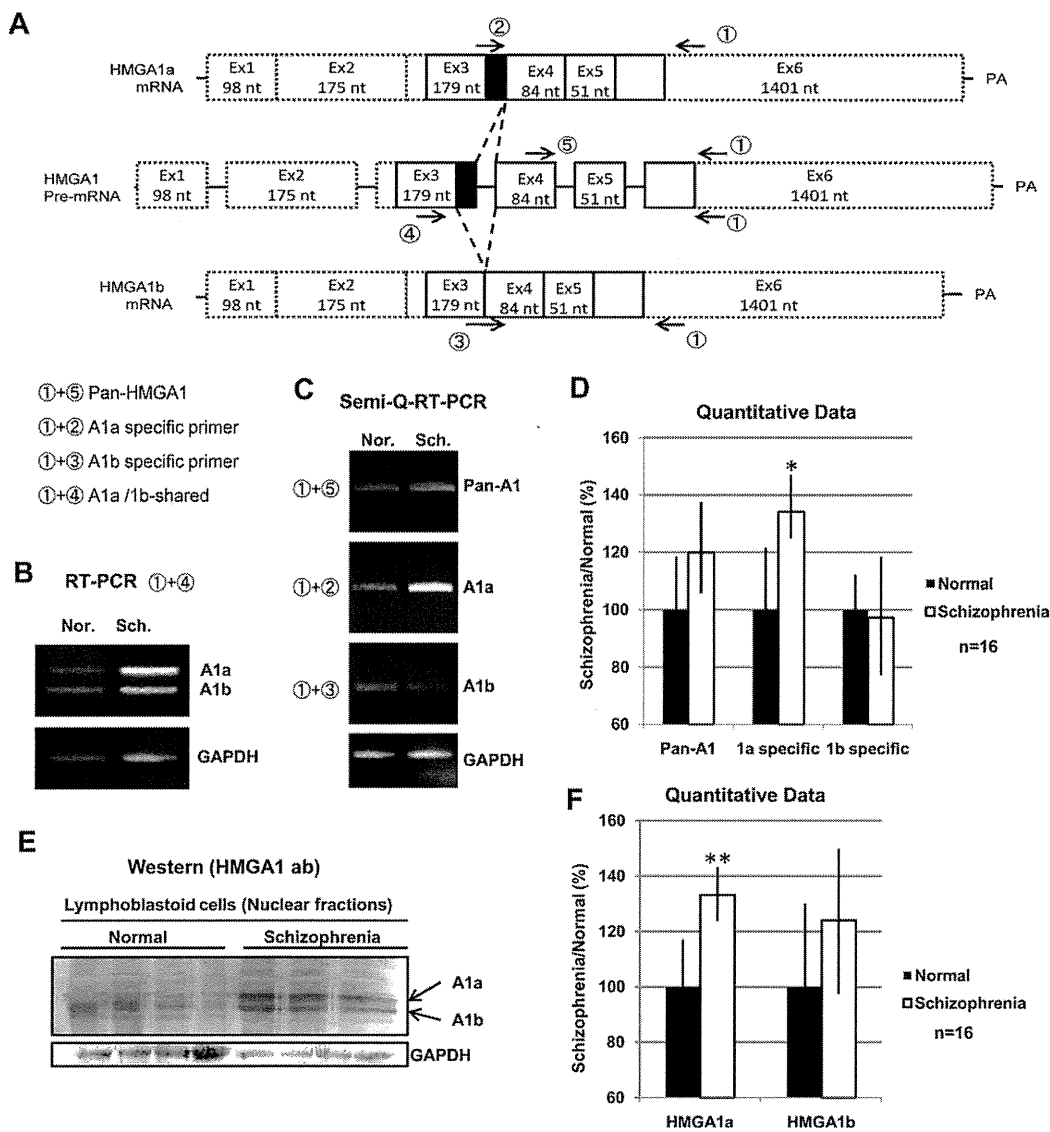 A
②
①
HMGA1a
mRNA
Ex1
98 nt
Ex2
175 nt
Ex3
179 nt
Ex4
84 nt
Ex5
51 nt
Ex6
1401 nt
PA
⑤
①
HMGA1
Pre-mRNA
Ex1
98 nt
Ex2
175 nt
Ex3
179 nt
Ex4
84 nt
Ex5
51 nt
Ex6
1401 nt
PA
④
①
HMGA1b
mRNA
Ex1
98 nt
Ex2
175 nt
Ex3
179 nt
Ex4
84 nt
Ex5
51 nt
Ex6
1401 nt
PA
③
①
①+⑤ Pan-HMGA1
①+② A1a specific primer
①+③ A1b specific primer
①+④ A1a /1b-shared
B
RT-PCR ①+④
Nor. Sch.
A1a
A1b
GAPDH
C
Semi-Q-RT-PCR
Nor. Sch.
①+⑤ Pan-A1
①+② A1a
①+③ A1b
GAPDH
D
Quantitative Data
Schizophrenia/Normal (%)
160
140
120
100
80
60
*
Pan-A1 1a specific 1b specific
Normal
Schizophrenia
n=16
E
Western (HMGA1 ab)
Lymphoblastoid cells (Nuclear fractions)
Normal Schizophrenia
A1a
A1b
GAPDH
F
Quantitative Data
Schizophrenia/Normal (%)
160
140
120
100
80
60
**
HMGA1a HMGA1b
Normal
Schizophrenia
n=16